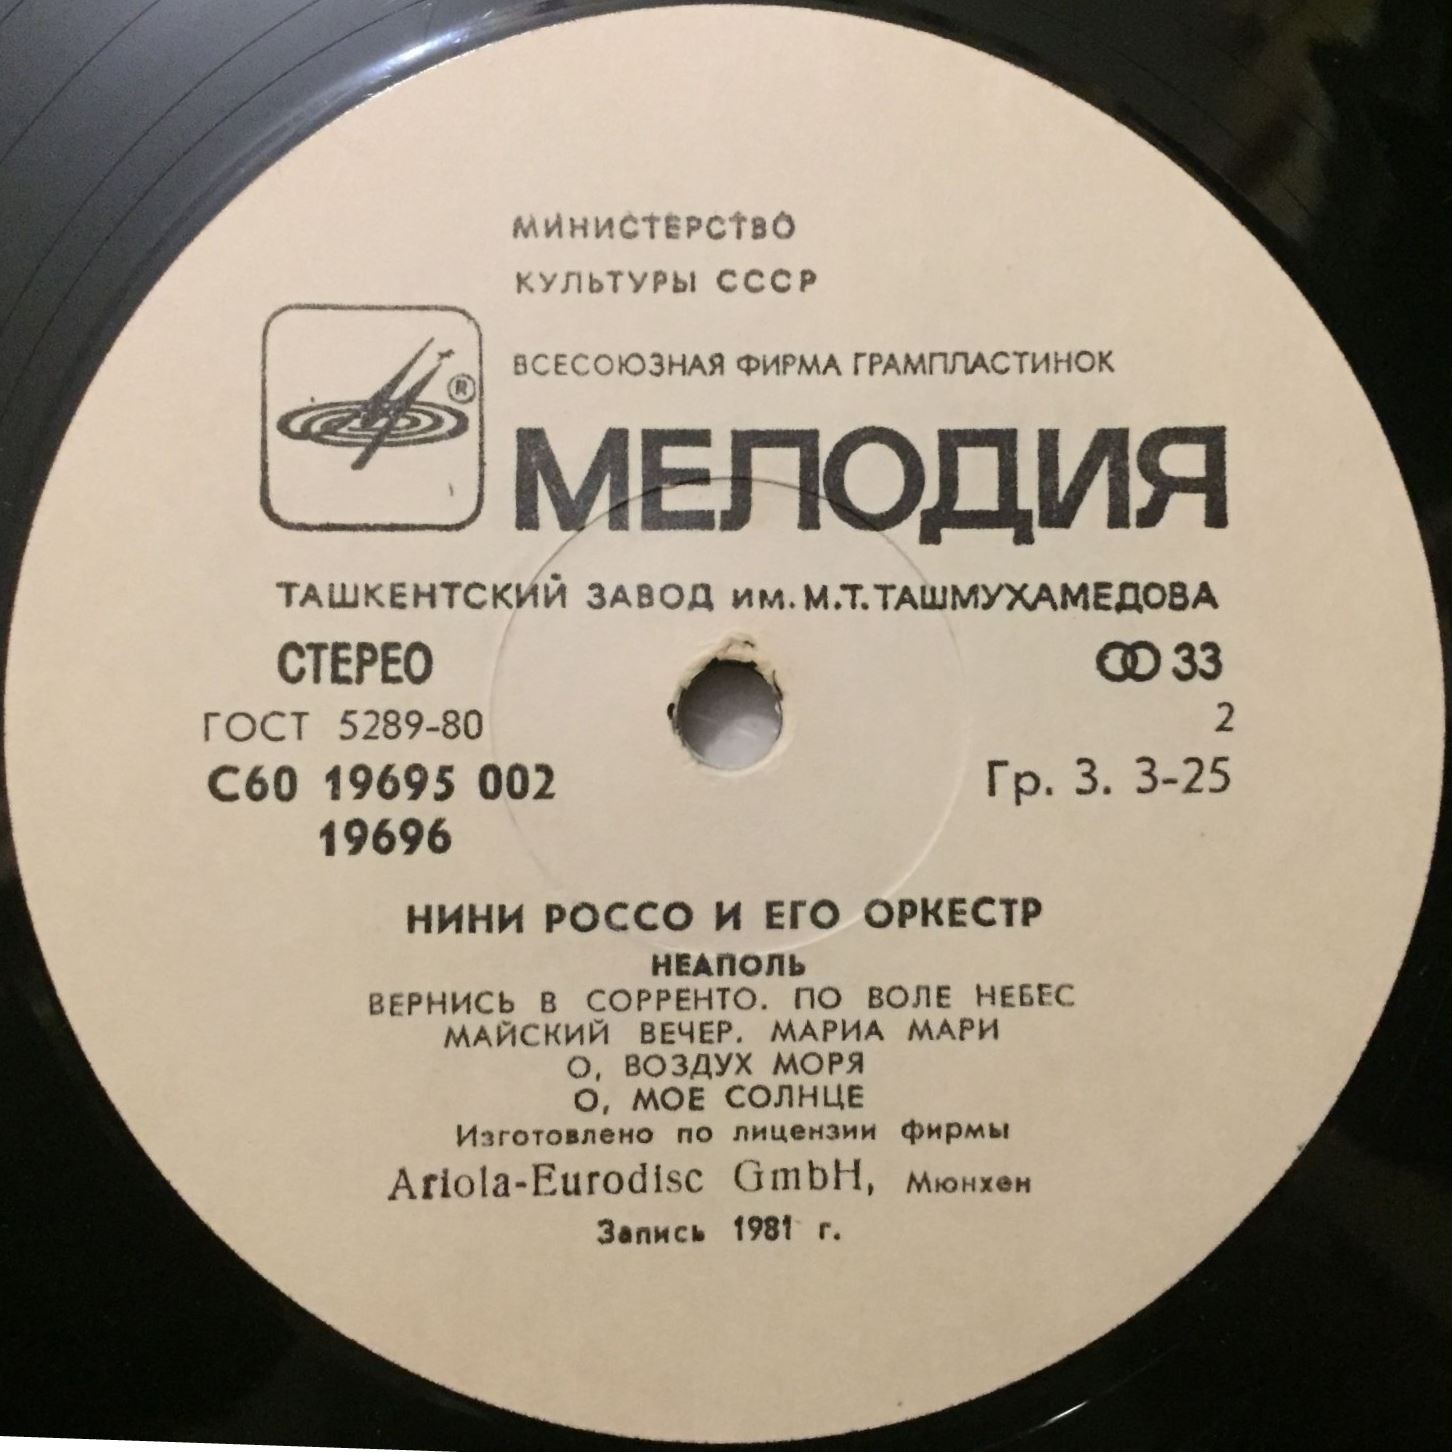 МИНИСТЕРСТВО
КУЛЬТУРЫ СССР
ВСЕСОЮЗНАЯ ФИРМА ГРАМПЛАСТИНОК
®
МЕЛОДИЯ
ТАШКЕНТСКИЙ ЗАВОД им. М.Т. ТАШМУХАМЕДОВА
СТЕРЕО 33
ГОСТ 5289-80 2
С60 19695 002 Гр. 3. 3-25
19696
НИНИ РОССО И ЕГО ОРКЕСТР
НЕАПОЛЬ
ВЕРНИСЬ В СОРРЕНТО. ПО ВОЛЕ НЕБЕС
МАЙСКИЙ ВЕЧЕР. МАРИА МАРИ
О, ВОЗДУХ МОРЯ
О, МОЕ СОЛНЦЕ
Изготовлено по лицензии фирмы
Ariola-Eurodisc GmbH, Мюнхен
Запись 1981 г.